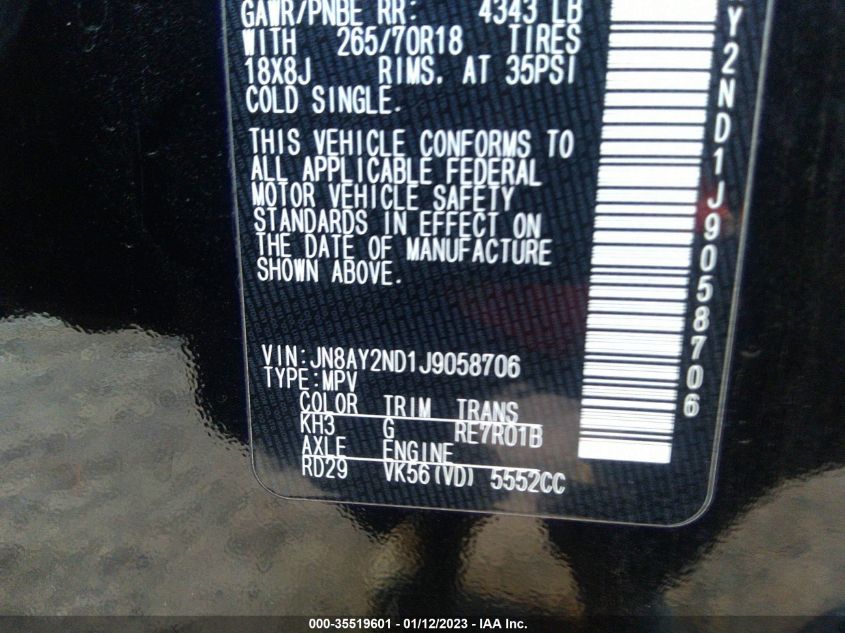 GAWR/PNBE RR: 4343 LB
WITH 265/70R18 TIRES
18X8J RIMS, AT 35PSI
COLD SINGLE.
THIS VEHICLE CONFORMS TO
ALL APPLICABLE FEDERAL
MOTOR VEHICLE SAFETY
STANDARDS IN EFFECT ON
THE DATE OF MANUFACTURE
SHOWN ABOVE.
VIN:JN8AY2ND1J9058706
TYPE:MPV
COLOR TRIM TRANS
KH3 G RE7R01B
AXLE ENGINE
RD29 VK56(VD) 5552CC
Y2ND1J9058706
000-35519601 - 01/12/2023 - IAA Inc.